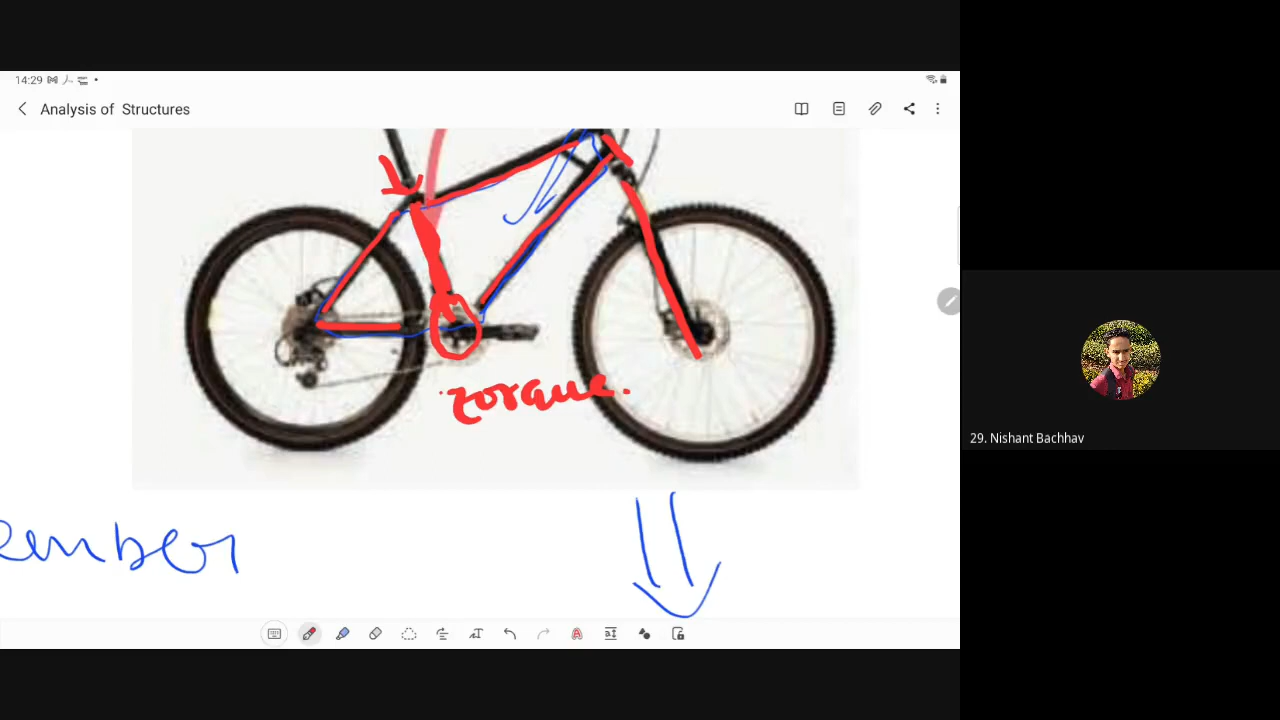 14:29
Analysis of Structures
torque.
ember
29. Nishant Bachhav